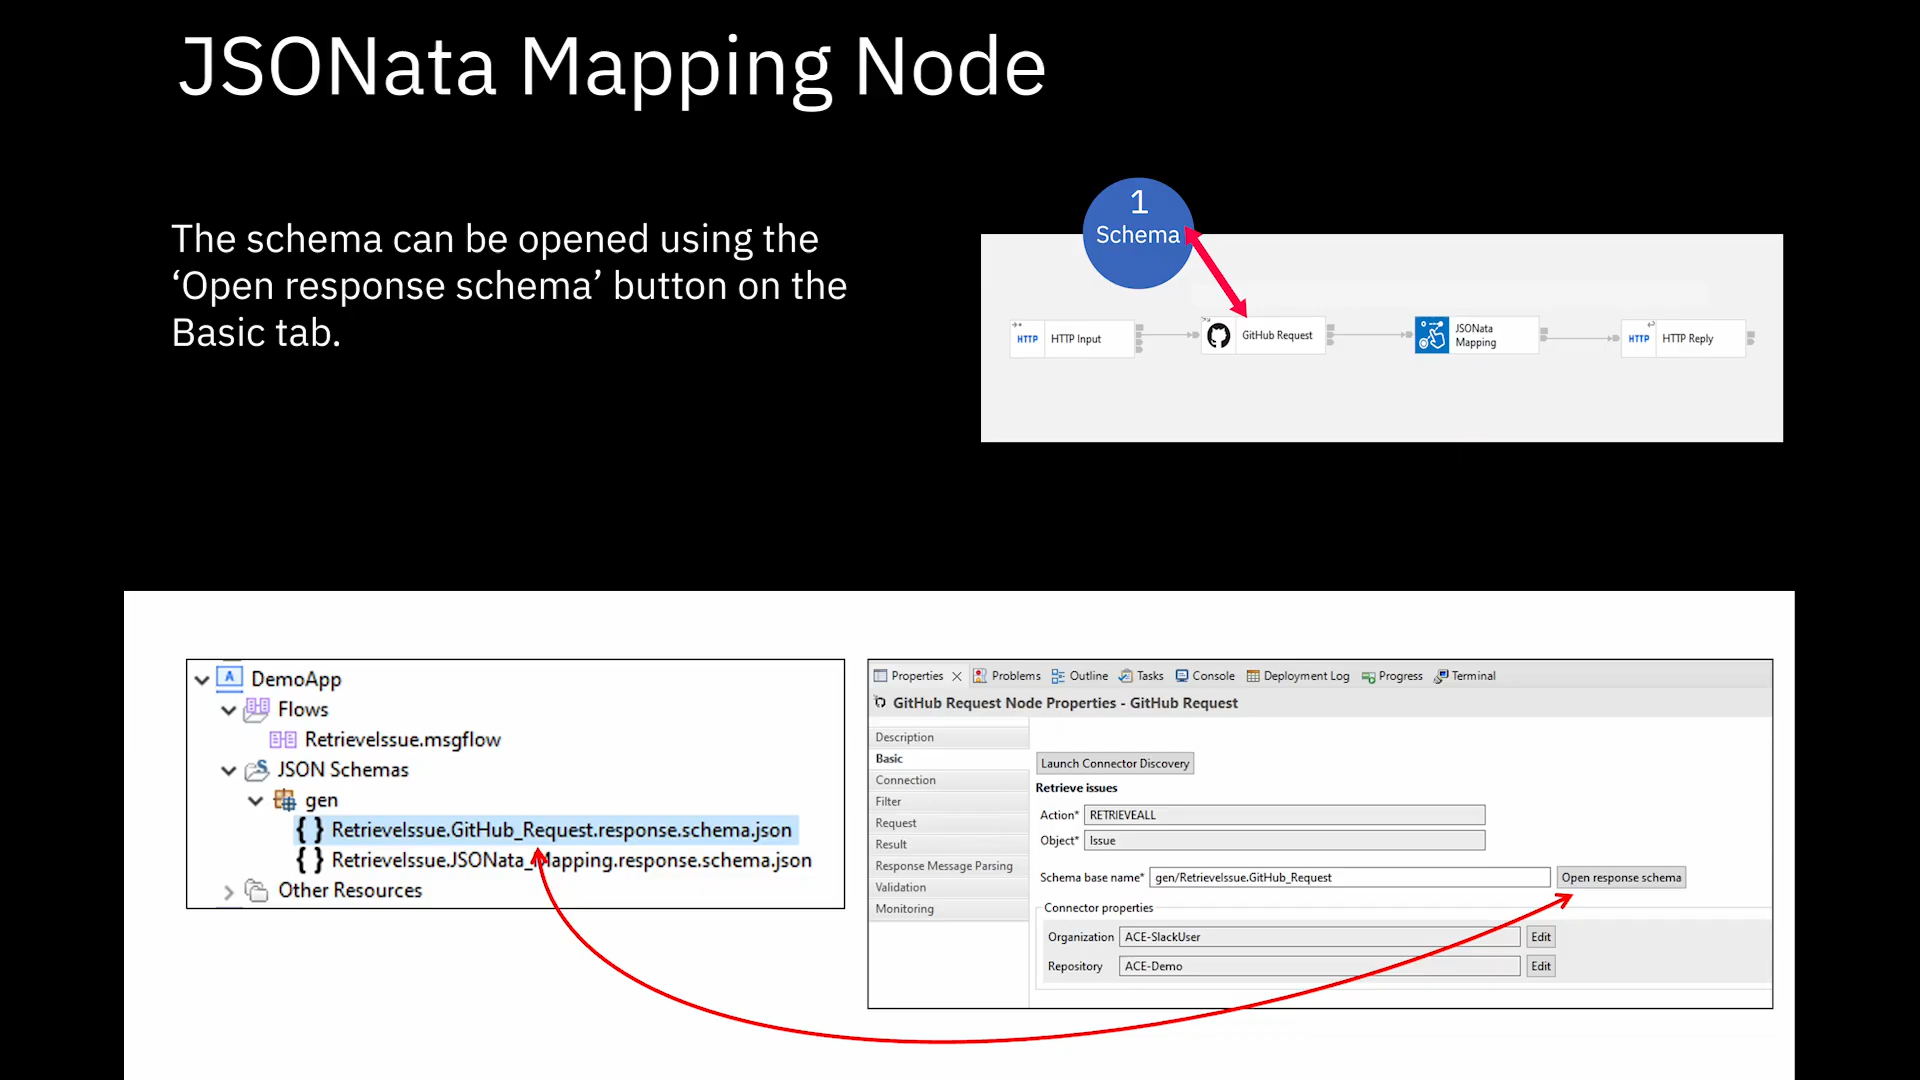 JSONata Mapping Node
The schema can be opened using the
‘Open response schema’ button on the
Basic tab.
1
Schema
HTTP HTTP Input
GitHub Request
JSONata
Mapping
HTTP HTTP Reply
DemoApp
Flows
RetrieveIssue.msgflow
JSON Schemas
gen
{ } RetrieveIssue.GitHub_Request.response.schema.json
{ } RetrieveIssue.JSONata_Mapping.response.schema.json
Other Resources
Properties Problems Outline Tasks Console Deployment Log Progress Terminal
GitHub Request Node Properties - GitHub Request
Description
Basic
Connection
Filter
Request
Result
Response Message Parsing
Validation
Monitoring
Launch Connector Discovery
Retrieve issues
Action* RETRIEVEALL
Object* Issue
Schema base name* gen/RetrieveIssue.GitHub_Request Open response schema
Connector properties
Organization ACE-SlackUser Edit
Repository ACE-Demo Edit